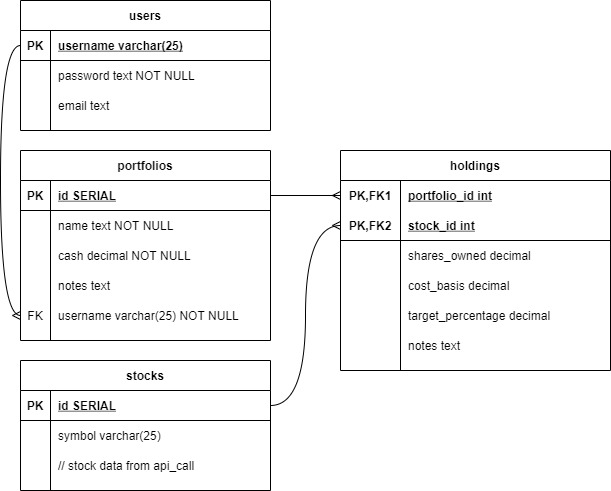 users
PK username varchar(25)
password text NOT NULL
email text
portfolios
PK id SERIAL
name text NOT NULL
cash decimal NOT NULL
notes text
FK username varchar(25) NOT NULL
holdings
PK,FK1 portfolio_id int
PK,FK2 stock_id int
shares_owned decimal
cost_basis decimal
target_percentage decimal
notes text
stocks
PK id SERIAL
symbol varchar(25)
// stock data from api_call